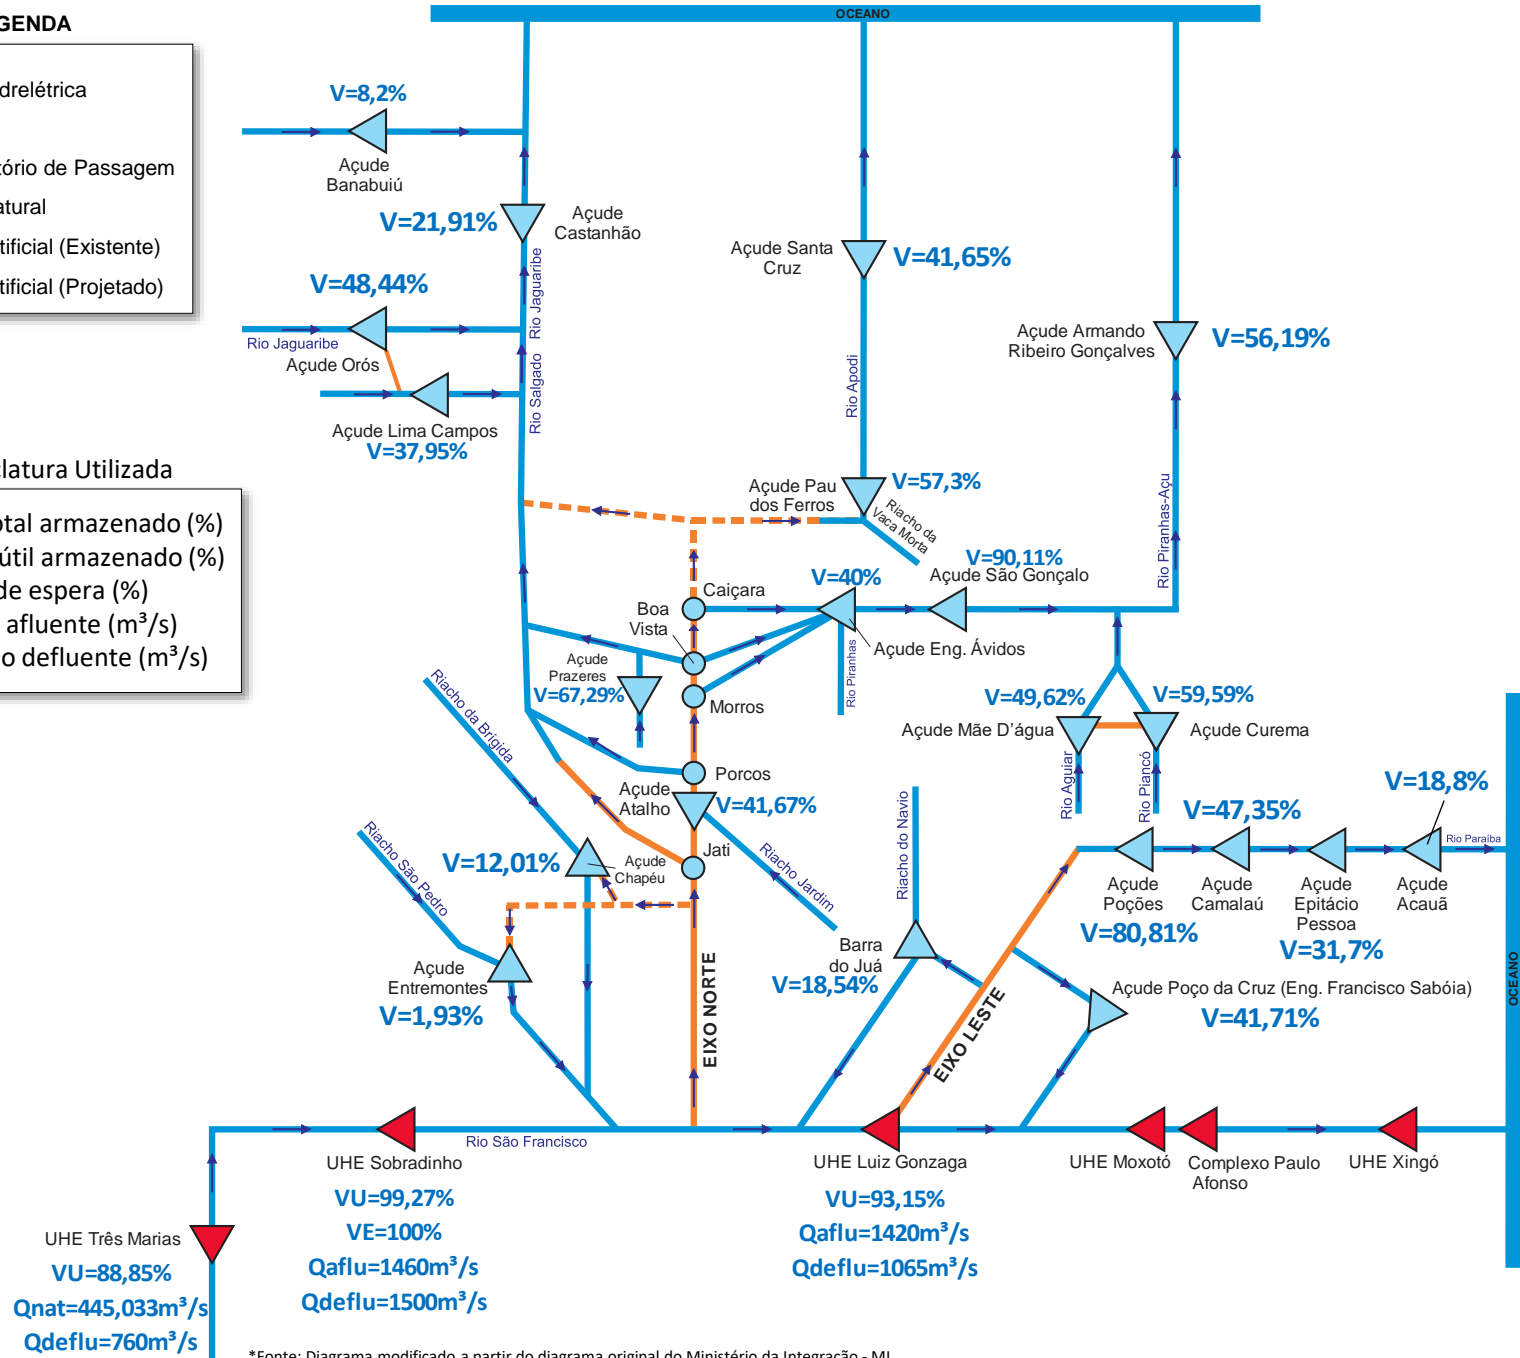 OCEANO
GENDA
drelétrica
tório de Passagem
atural
tificial (Existente)
tificial (Projetado)
V=8,2%
Açude
Banabuiú
V=21,91%
Açude
Castanhão
V=48,44%
Rio Jaguaribe
Rio Jaguaribe
Açude Orós
Rio Salgado
Açude Lima Campos
V=37,95%
Açude Santa
Cruz
V=41,65%
Rio Apodi
Açude Armando
Ribeiro Gonçalves
V=56,19%
Rio Piranhas-Açu
clatura Utilizada
otal armazenado (%)
útil armazenado (%)
de espera (%)
afluente (m³/s)
o defluente (m³/s)
Açude Pau
dos Ferros
V=57,3%
Riacho da
Vaca Morta
V=90,11%
Açude São Gonçalo
V=40%
Caiçara
Boa
Vista
Açude Eng. Ávidos
Rio Piranhas
Açude
Prazeres
V=67,29%
Morros
Riacho da Brígida
V=49,62%
V=59,59%
Açude Mãe D'água
Açude Curema
Rio Aguiar
Rio Piancó
Porcos
Açude
Atalho
V=41,67%
V=18,8%
V=47,35%
Riacho do Navio
Riacho São Pedro
V=12,01%
Açude
Chapéu
Jati
Riacho Jardim
Rio Paraíba
Açude
Poções
Açude
Camalaú
Açude
Epitácio
Pessoa
Açude
Acauã
V=80,81%
V=31,7%
Açude
Entremontes
V=1,93%
EIXO NORTE
Barra
do Juá
V=18,54%
EIXO LESTE
Açude Poço da Cruz (Eng. Francisco Sabóia)
V=41,71%
OCEANO
Rio São Francisco
UHE Sobradinho
VU=99,27%
VE=100%
Qaflu=1460m³/s
Qdeflu=1500m³/s
UHE Luiz Gonzaga
VU=93,15%
Qaflu=1420m³/s
Qdeflu=1065m³/s
UHE Moxotó
Complexo Paulo
Afonso
UHE Xingó
UHE Três Marias
VU=88,85%
Qnat=445,033m³/s
Qdeflu=760m³/s
*Fonte: Diagrama modificado a partir do diagrama original do Ministério da Integração - MI